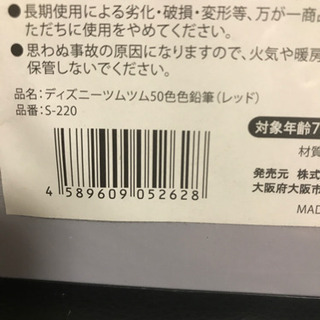 ●長期使用による劣化・破損・変形等、万が一商品
ただちに使用をやめてください。
●思わぬ事故の原因になりますので、火気や暖房
保管しないでください。
品名：ディズニーツムツム50色色鉛筆（レッド）
品番：S-220
対象年齢7
材質
4 589609 052628
発売元 株式
大阪府大阪市
MAD